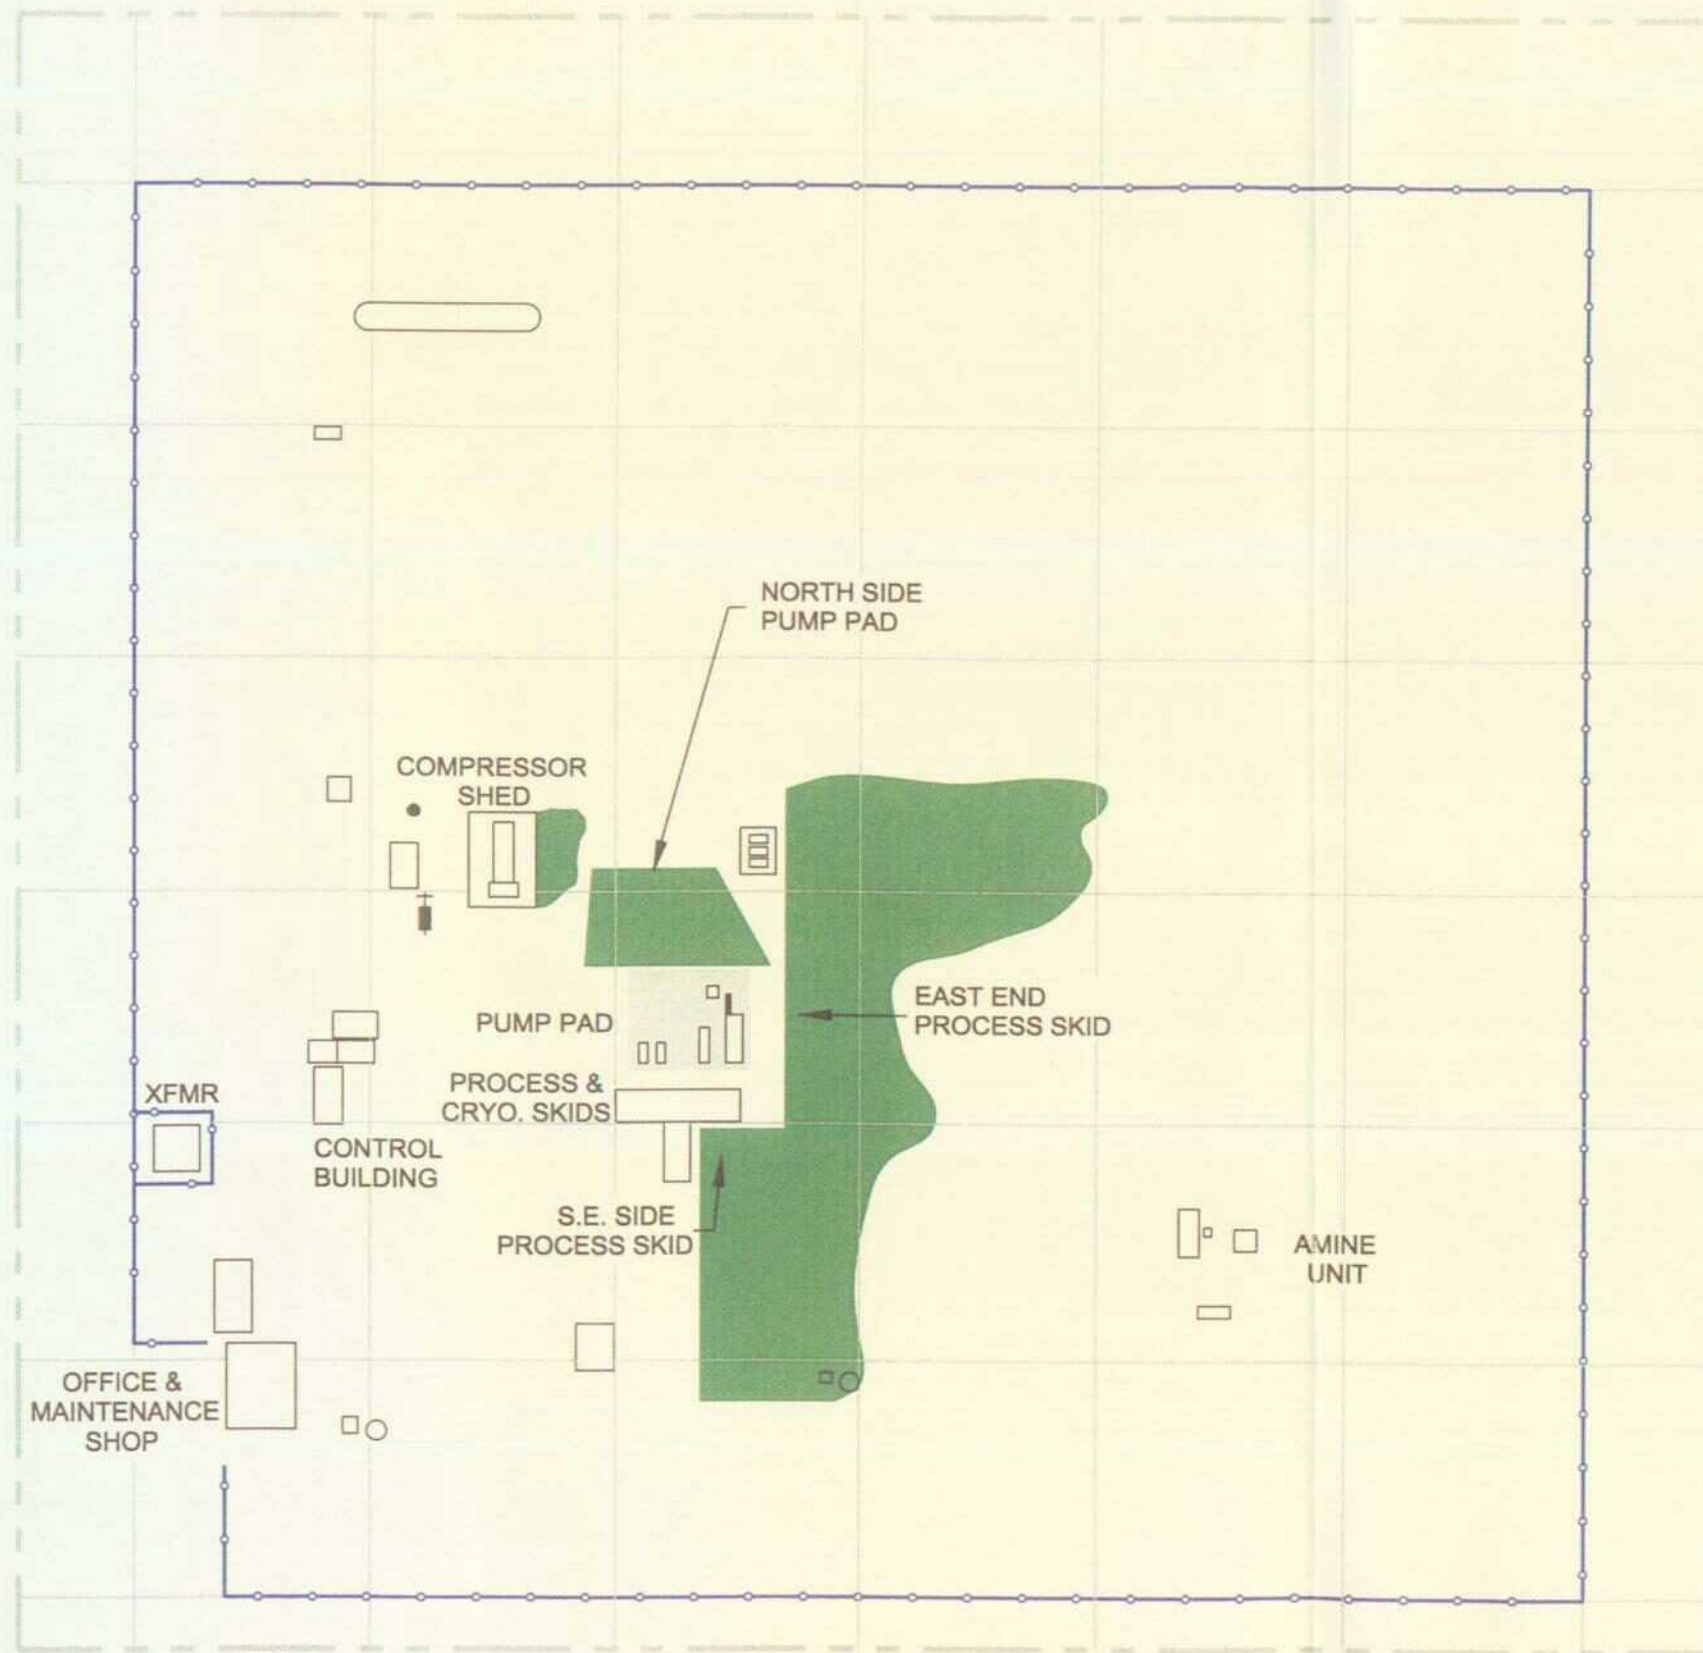 NORTH SIDE
PUMP PAD
COMPRESSOR
SHED
EAST END
PROCESS SKID
PUMP PAD
PROCESS &
CRYO. SKIDS
XFMR
CONTROL
BUILDING
S.E. SIDE
PROCESS SKID
AMINE
UNIT
OFFICE &
MAINTENANCE
SHOP